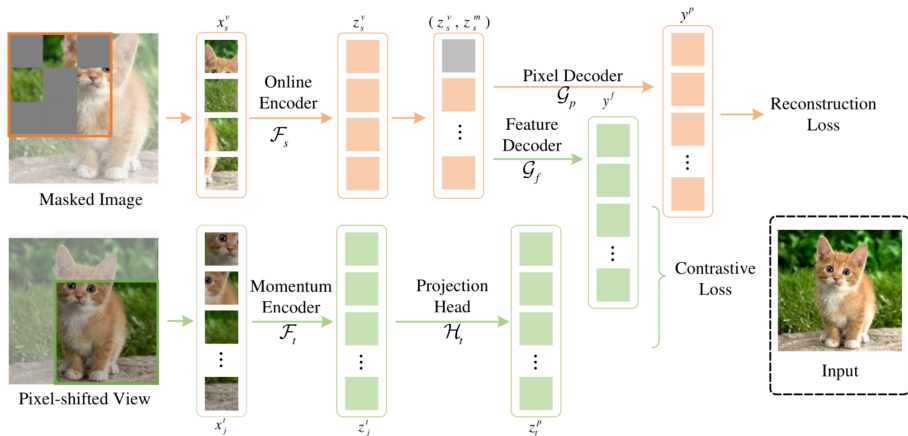 x_s^v
z_s^v
(z_s^v, z_s^m)
y^p
Online
Encoder
F_s
Pixel Decoder
G_p
y^f
Feature
Decoder
G_f
Reconstruction
Loss
Masked Image
Momentum
Encoder
F_t
Projection
Head
H_t
Contrastive
Loss
Input
Pixel-shifted View
x_j^t
z_j^t
z_t^p